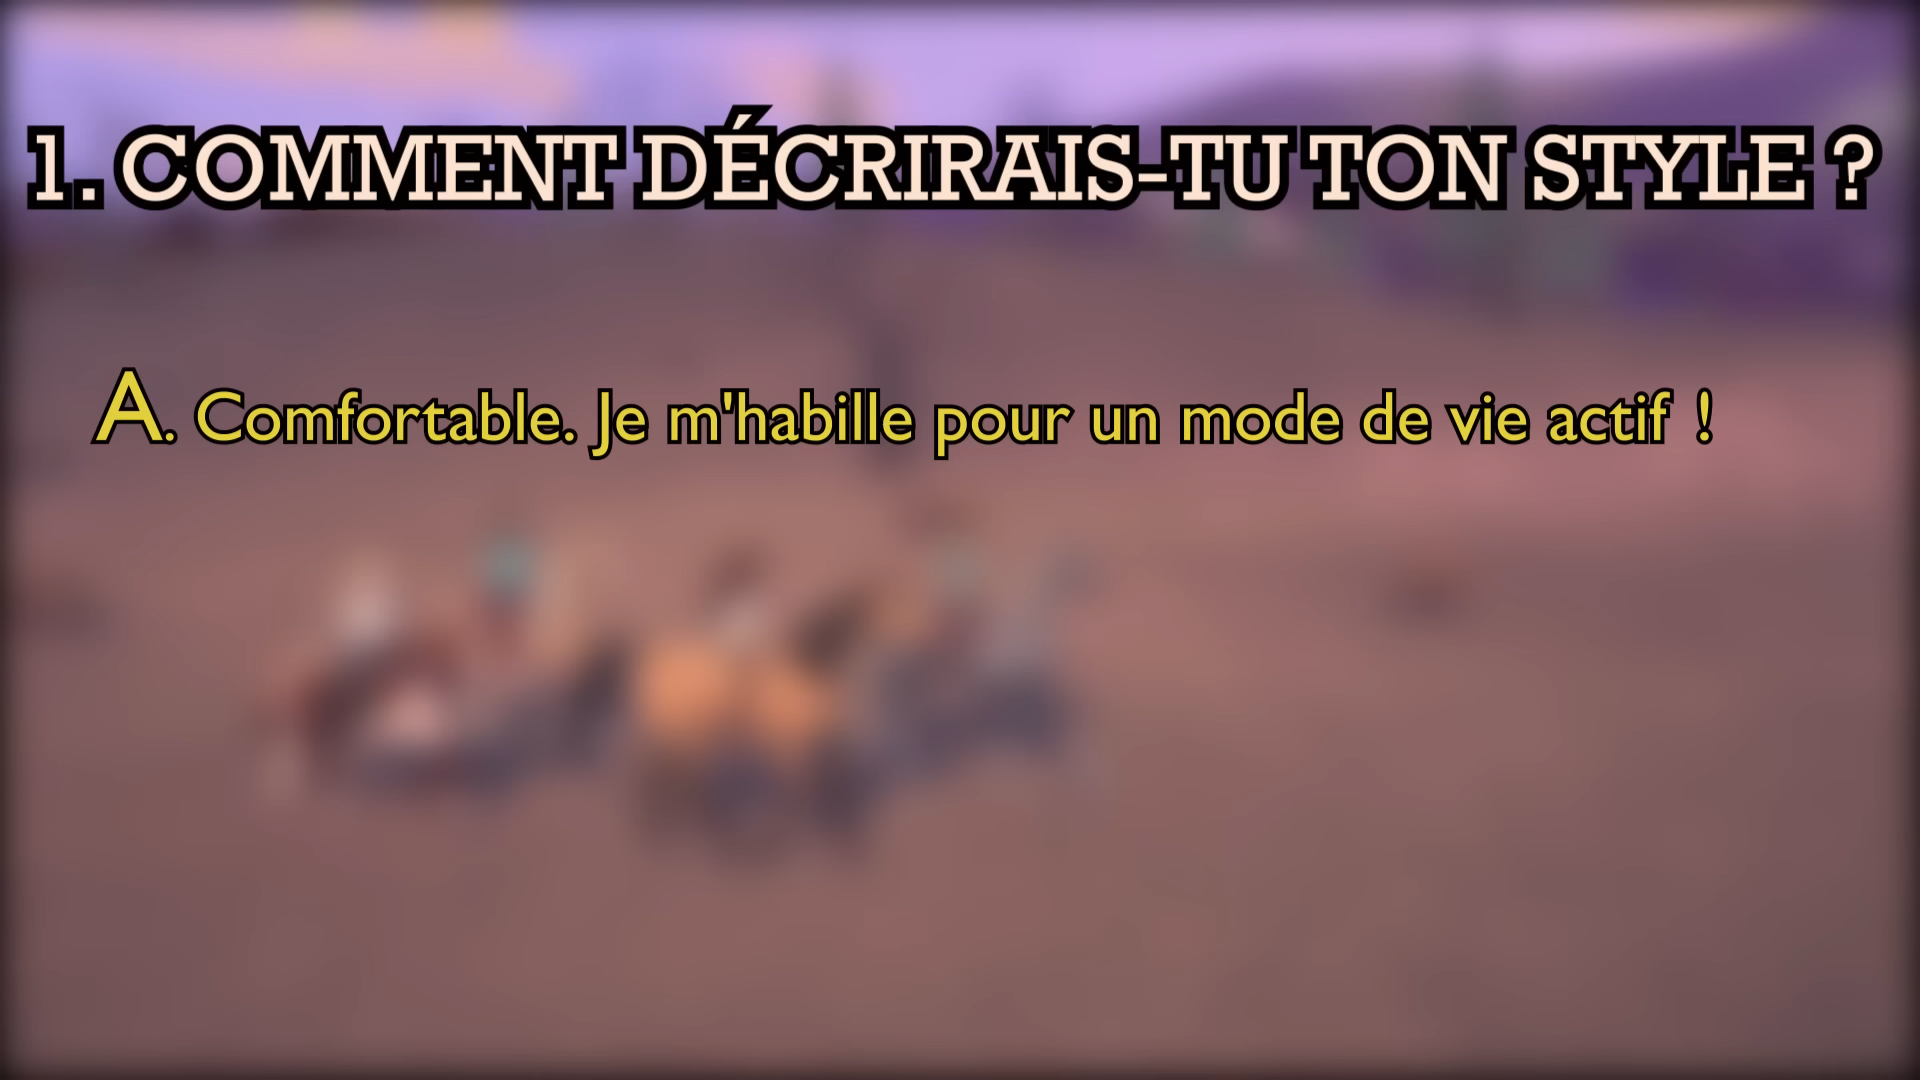 1. COMMENT DÉCRIRAIS-TU TON STYLE ?
A. Comfortable. Je m'habille pour un mode de vie actif !